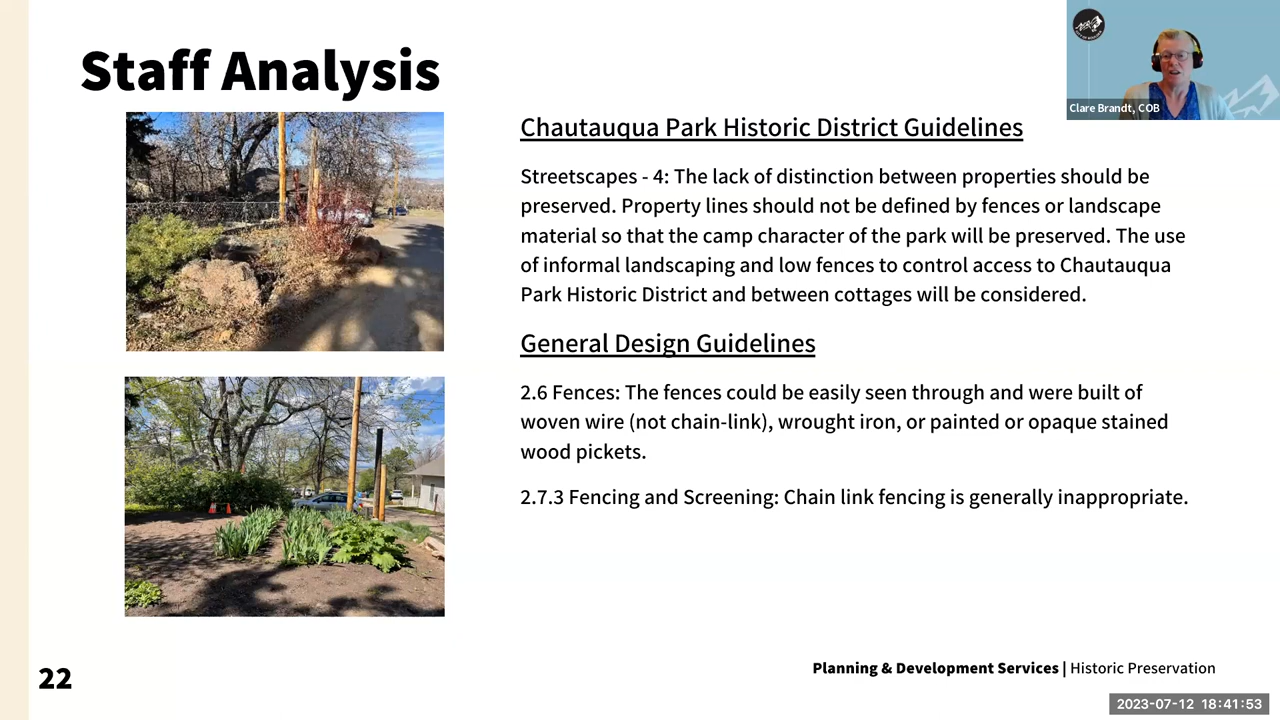 Staff Analysis
Clare Brandt, COB
Chautauqua Park Historic District Guidelines
Streetscapes - 4: The lack of distinction between properties should be
preserved. Property lines should not be defined by fences or landscape
material so that the camp character of the park will be preserved. The use
of informal landscaping and low fences to control access to Chautauqua
Park Historic District and between cottages will be considered.
General Design Guidelines
2.6 Fences: The fences could be easily seen through and were built of
woven wire (not chain-link), wrought iron, or painted or opaque stained
wood pickets.
2.7.3 Fencing and Screening: Chain link fencing is generally inappropriate.
22
Planning & Development Services | Historic Preservation
2023-07-12 18:41:53